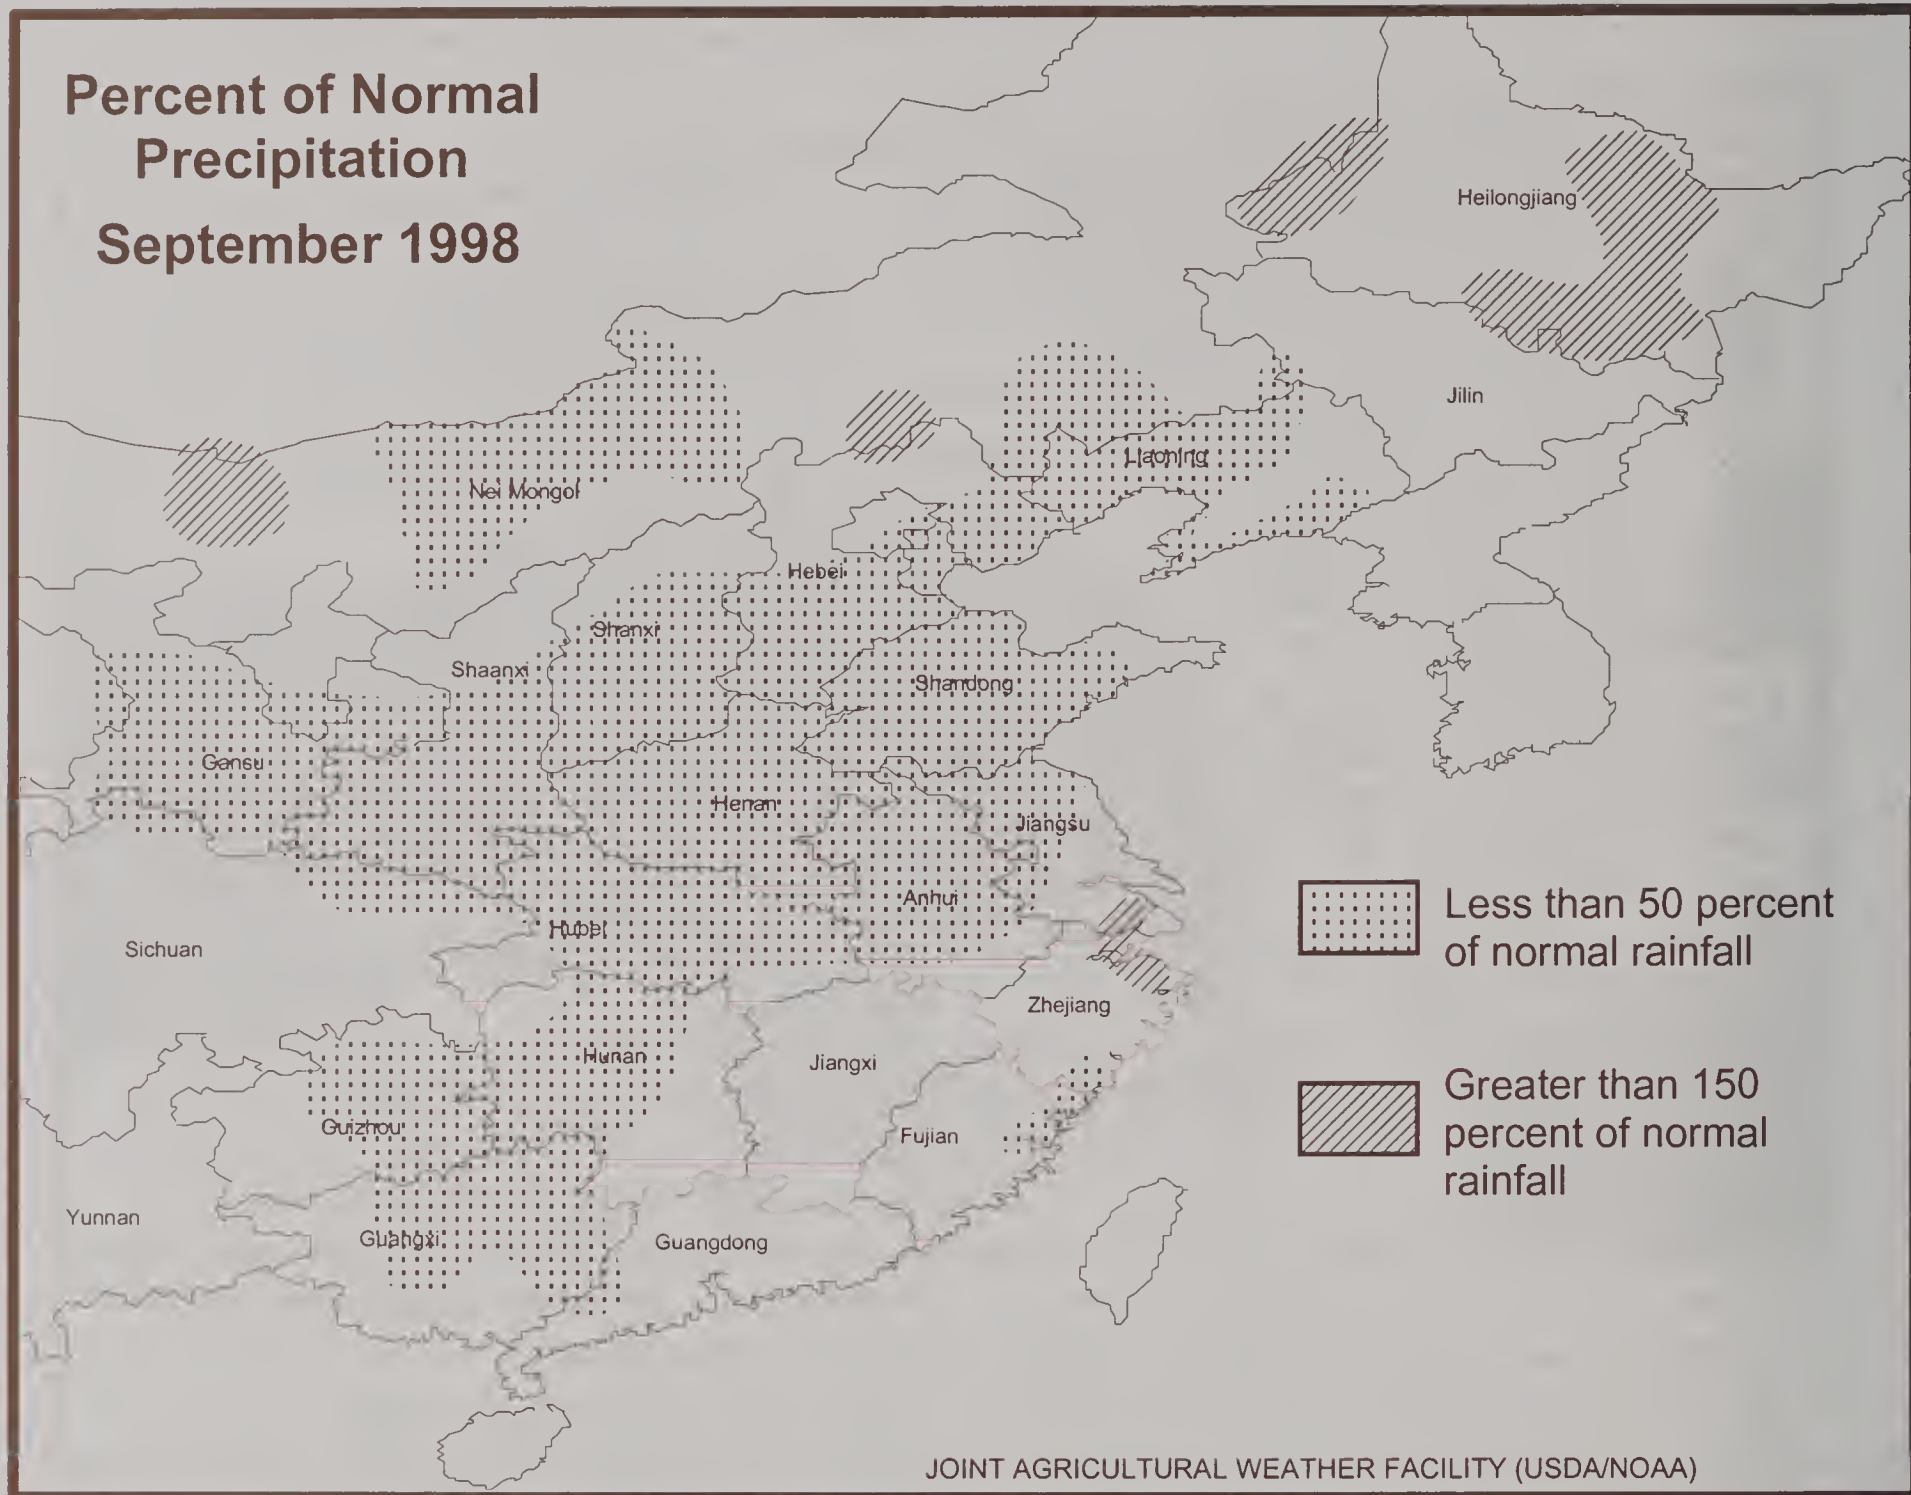 Percent of Normal
Precipitation
September 1998
Heilongjiang
Jilin
Liaoning
Nei Mongol
Hebei
Shanxi
Shaanxi
Shandong
Gansu
Henan
Jiangsu
Anhui
Hubei
Sichuan
Zhejiang
Hunan
Jiangxi
Guizhou
Fujian
Yunnan
Guangxi
Guangdong
Less than 50 percent
of normal rainfall
Greater than 150
percent of normal
rainfall
JOINT AGRICULTURAL WEATHER FACILITY (USDA/NOAA)